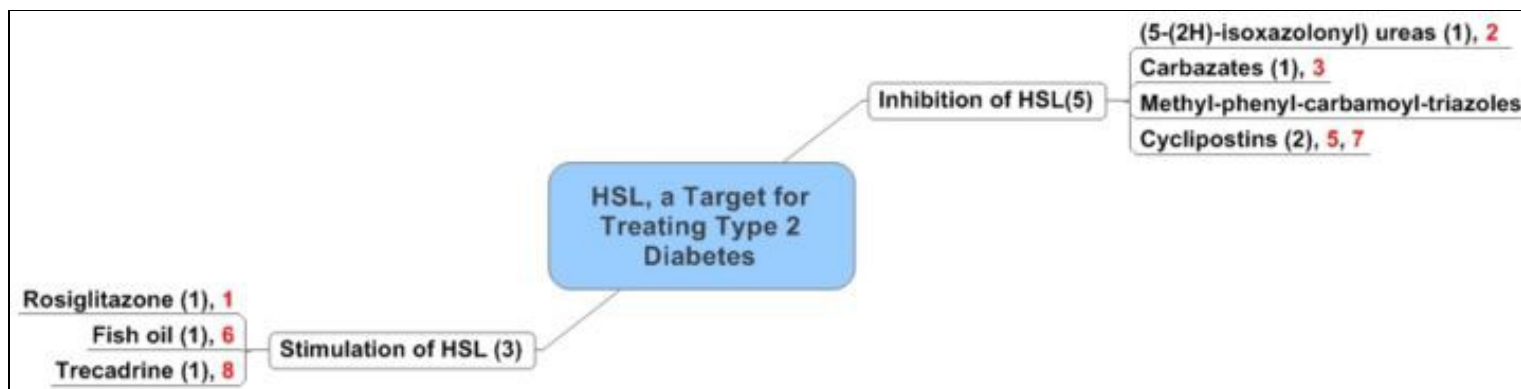 (5-(2H)-isoxazolonyl) ureas (1), 2
Carbazates (1), 3
Inhibition of HSL(5)
Methyl-phenyl-carbamoyl-triazoles
Cyclipostins (2), 5, 7
HSL, a Target for
Treating Type 2
Diabetes
Rosiglitazone (1), 1
Fish oil (1), 6
Stimulation of HSL (3)
Trecadrine (1), 8